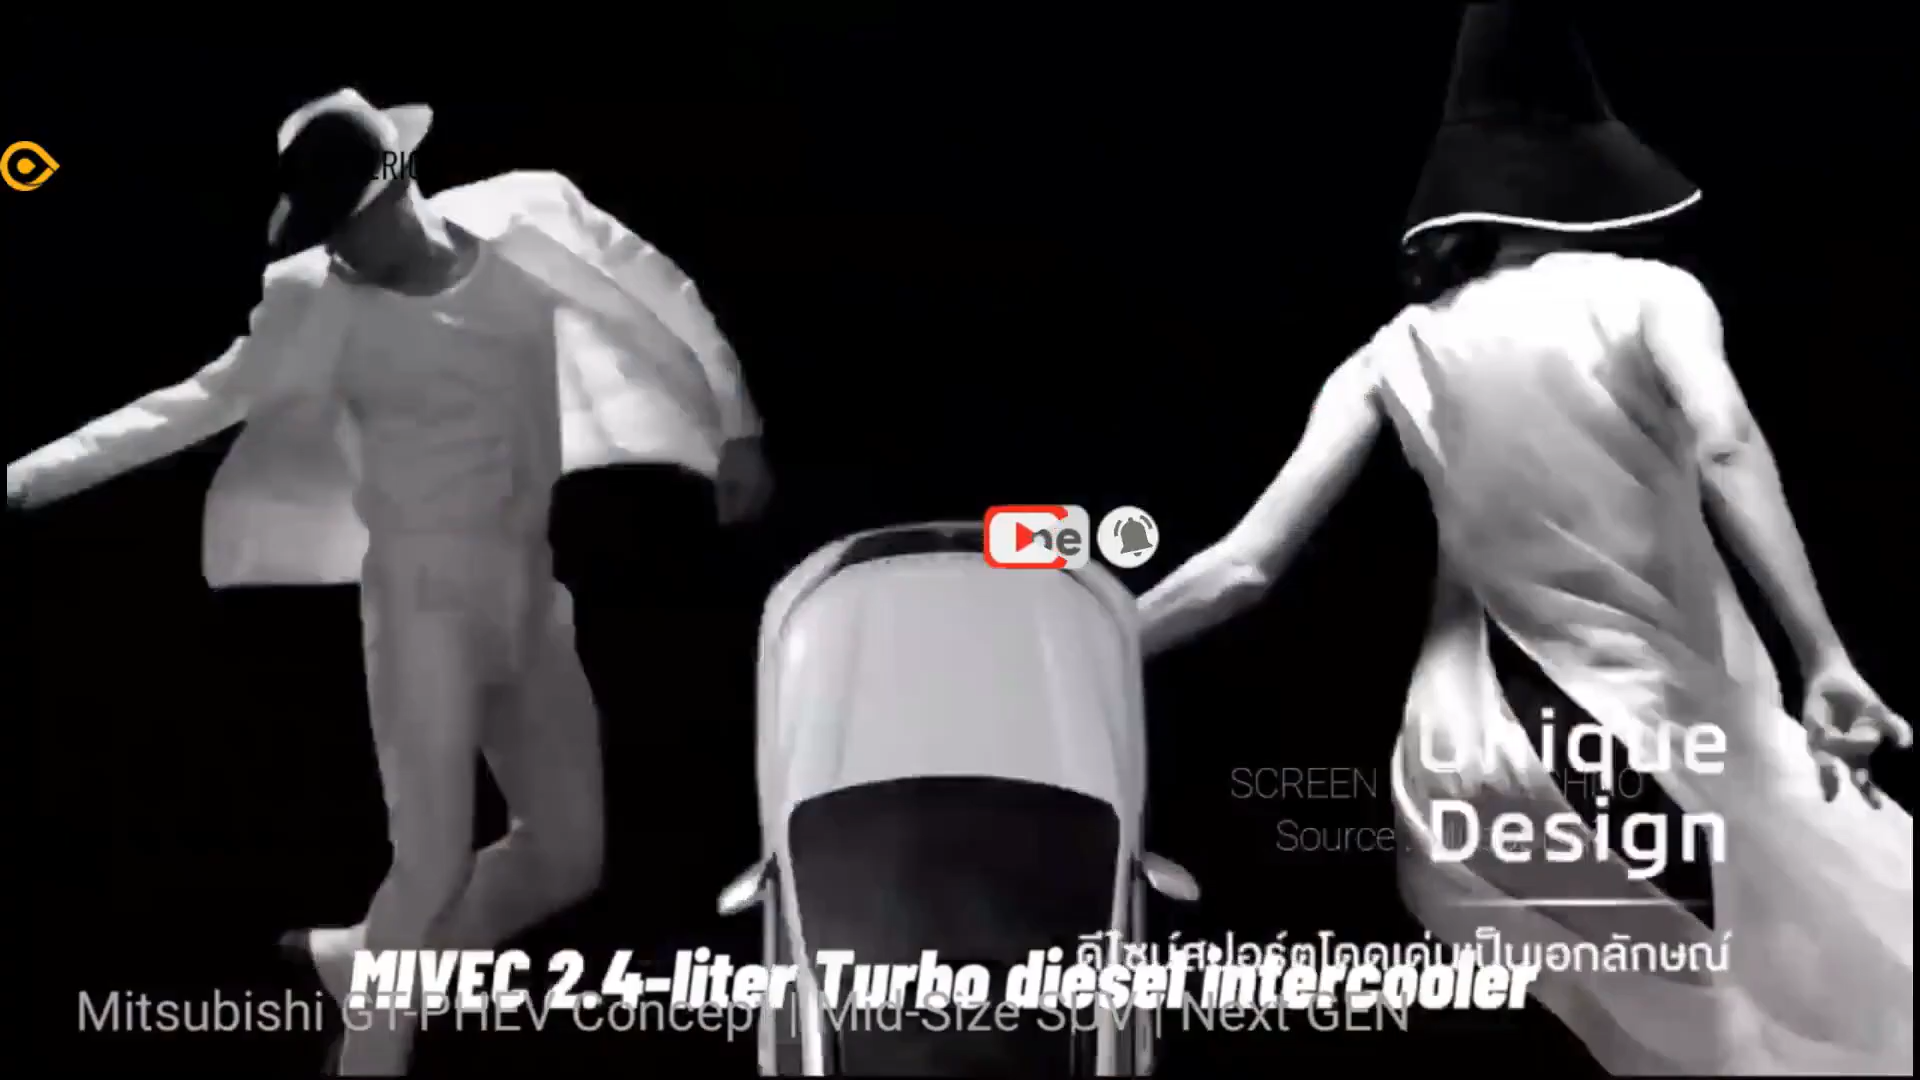 Unique
SCREEN
Design
Source :
ดีไซน์สปอร์ตโดดเด่นเป็นเอกลักษณ์
MIVEC 2.4-liter Turbo diesel intercooler
Mitsubishi GT-PHEV Concept | Mid-Size SUV | Next GEN